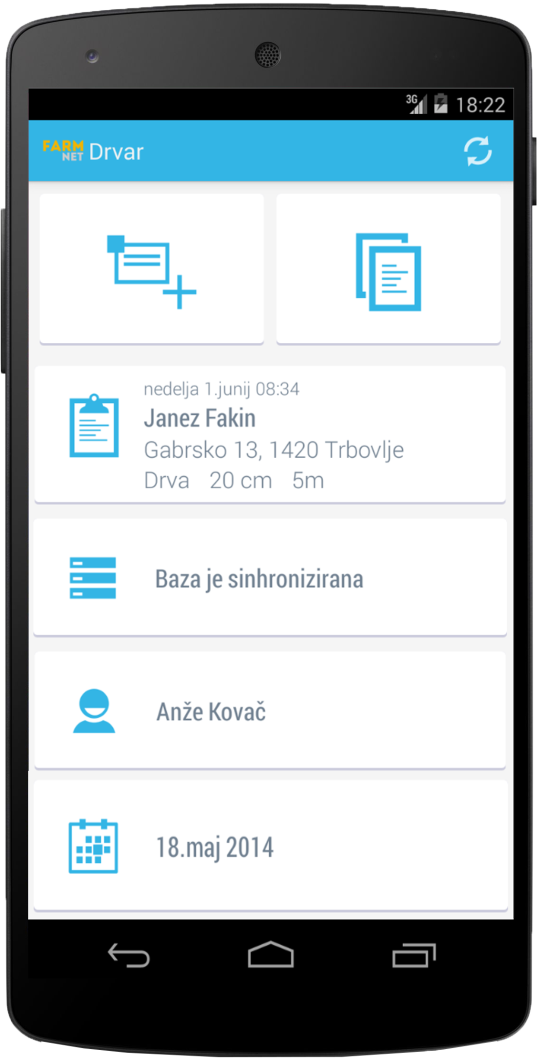 3G
18:22
FARM
NET Drvar
nedelja 1.junij 08:34
Janez Fakin
Gabrsko 13, 1420 Trbovlje
Drva 20 cm 5m
Baza je sinhronizirana
Anže Kovač
18.maj 2014